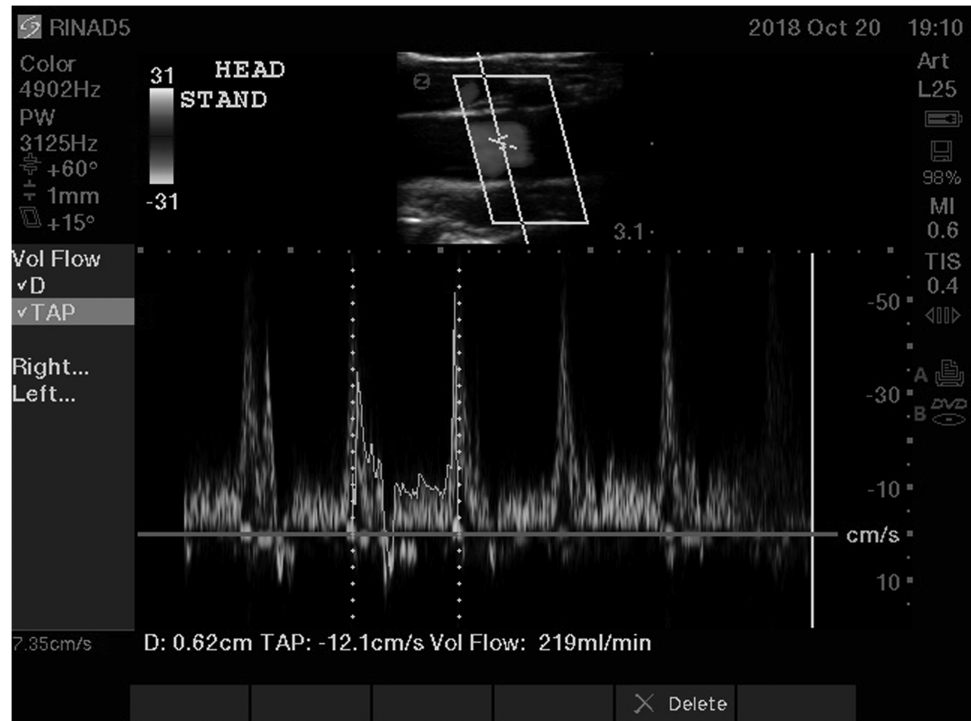 RINAD5
2018 Oct 20 19:10
Color
4902Hz
PW
3125Hz
+60°
1mm
+15°
31
HEAD
STAND
-31
3.1
Art
L25
98%
MI
0.6
TIS
0.4
A
B DVD
Vol Flow
✓D
✓TAP
Right...
Left...
-50
-30
-10
cm/s
10
7.35cm/s
D: 0.62cm TAP: -12.1cm/s Vol Flow: 219ml/min
X Delete